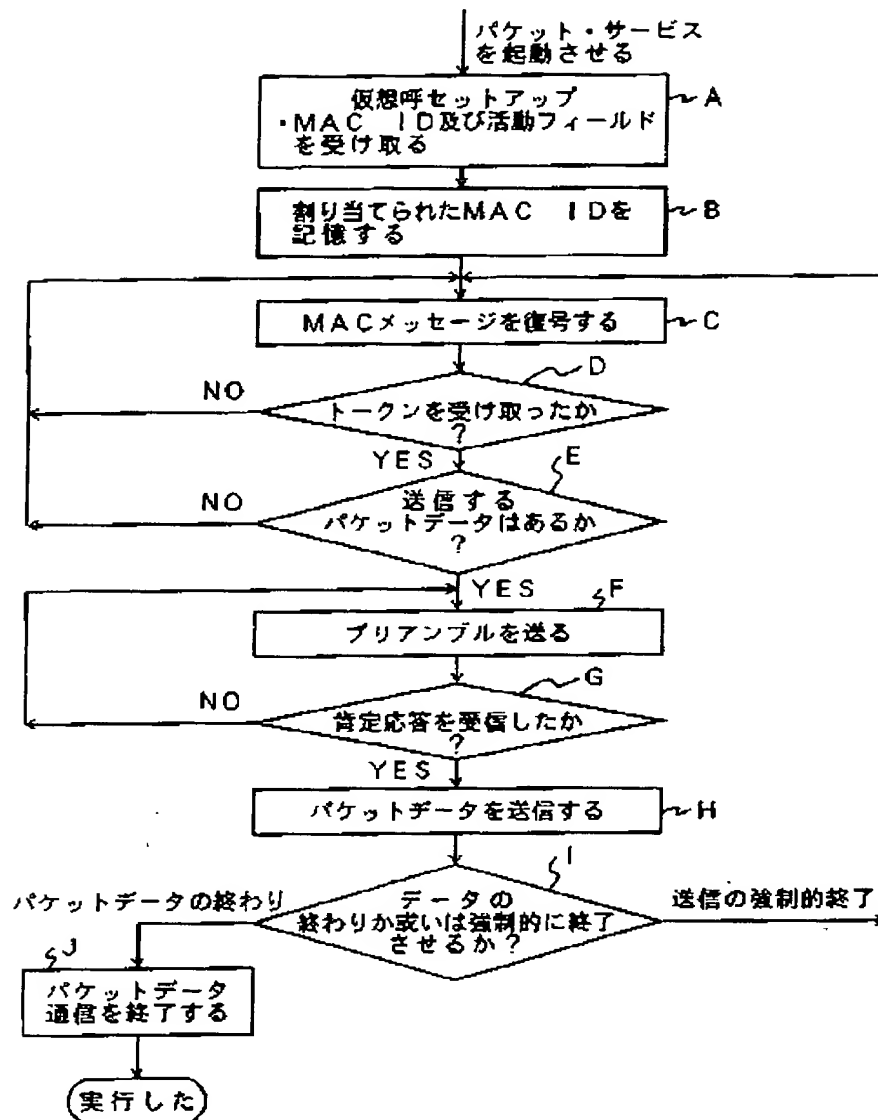 パケット・サービス
を起動させる
仮想呼セットアップ
・MAC ID及び活動フィールド
を受け取る
A
割り当てられたMAC IDを
記憶する
B
MACメッセージを復号する
C
D
NO
トークンを受け取ったか
?
YES
E
NO
送信する
パケットデータはあるか
?
YES
F
プリアンブルを送る
G
NO
肯定応答を受信したか
?
YES
パケットデータを送信する
H
I
パケットデータの終わり
データの
終わりか或いは強制的に終了
させるか?
送信の強制的終了
J
パケットデータ
通信を終了する
実行した